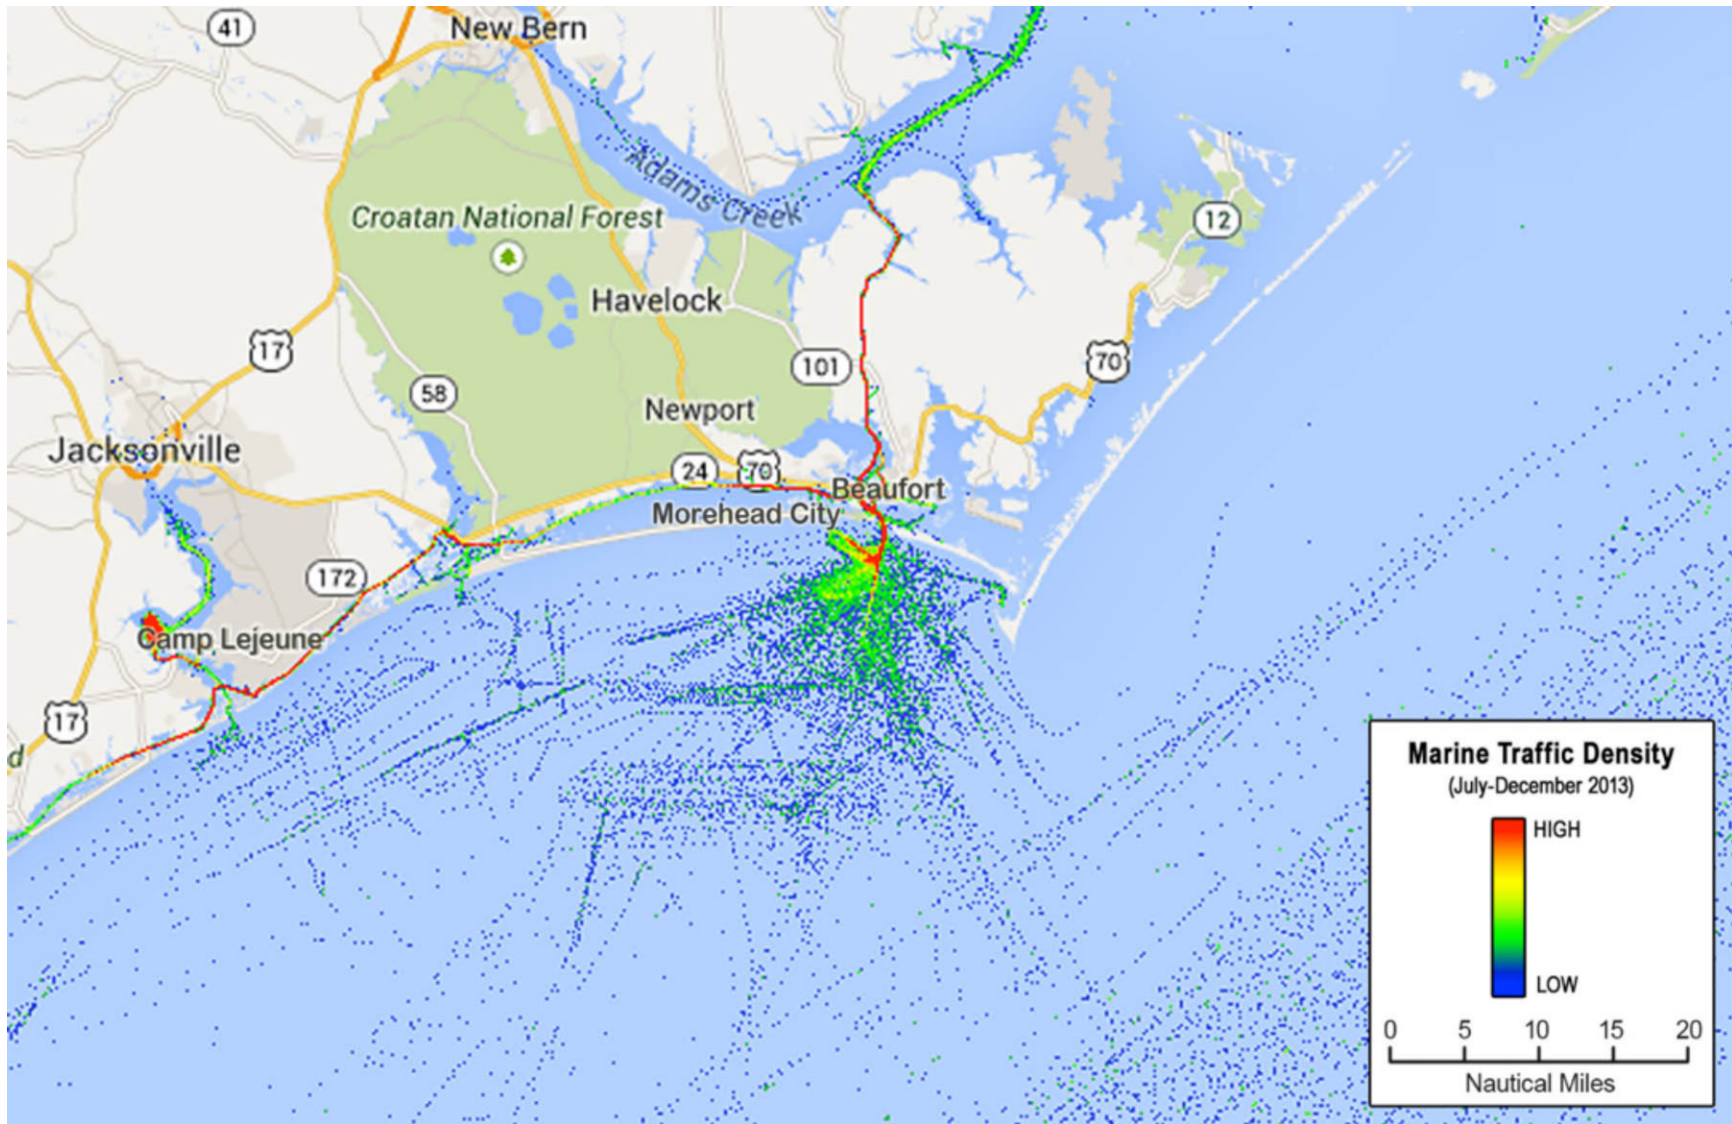 41
New Bern
Adams Creek
12
Croatan National Forest
Havelock
17
101
70
58
Newport
Jacksonville
24
70
Beaufort
Morehead City
172
Camp Lejeune
17
d
Marine Traffic Density
(July-December 2013)
HIGH
LOW
0 5 10 15 20
Nautical Miles